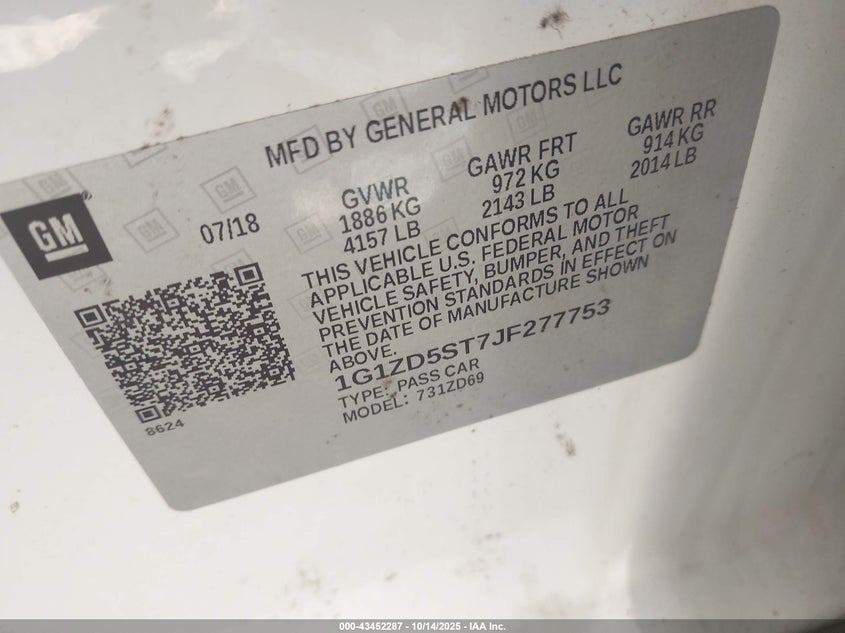 MFD BY GENERAL MOTORS LLC
GM®
07/18
GVWR
1886 KG
4157 LB
GAWR FRT
972 KG
2143 LB
GAWR RR
914 KG
2014 LB
THIS VEHICLE CONFORMS TO ALL
APPLICABLE U.S. FEDERAL MOTOR
VEHICLE SAFETY, BUMPER, AND THEFT
PREVENTION STANDARDS IN EFFECT ON
THE DATE OF MANUFACTURE SHOWN
ABOVE.
1G1ZD5ST7JF277753
TYPE: PASS CAR
MODEL: 731ZD69
8624
000-43452287 - 10/14/2025 - IAA Inc.